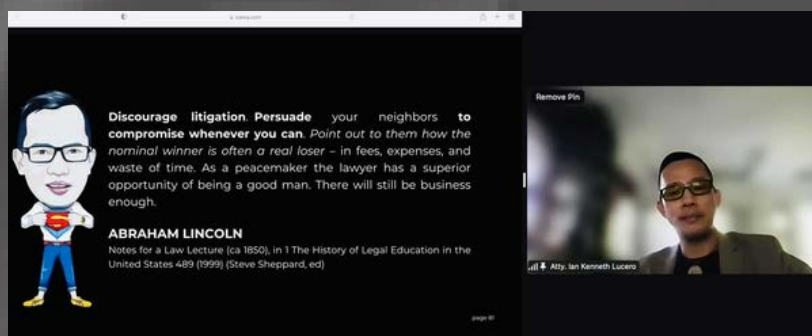 canva.com
Discourage litigation. Persuade your neighbors to
compromise whenever you can. Point out to them how the
nominal winner is often a real loser – in fees, expenses, and
waste of time. As a peacemaker the lawyer has a superior
opportunity of being a good man. There will still be business
enough.
ABRAHAM LINCOLN
Notes for a Law Lecture (ca 1850), in 1 The History of Legal Education in the
United States 489 (1999) (Steve Sheppard, ed)
page 61
Remove Pin
Atty. Ian Kenneth Lucero